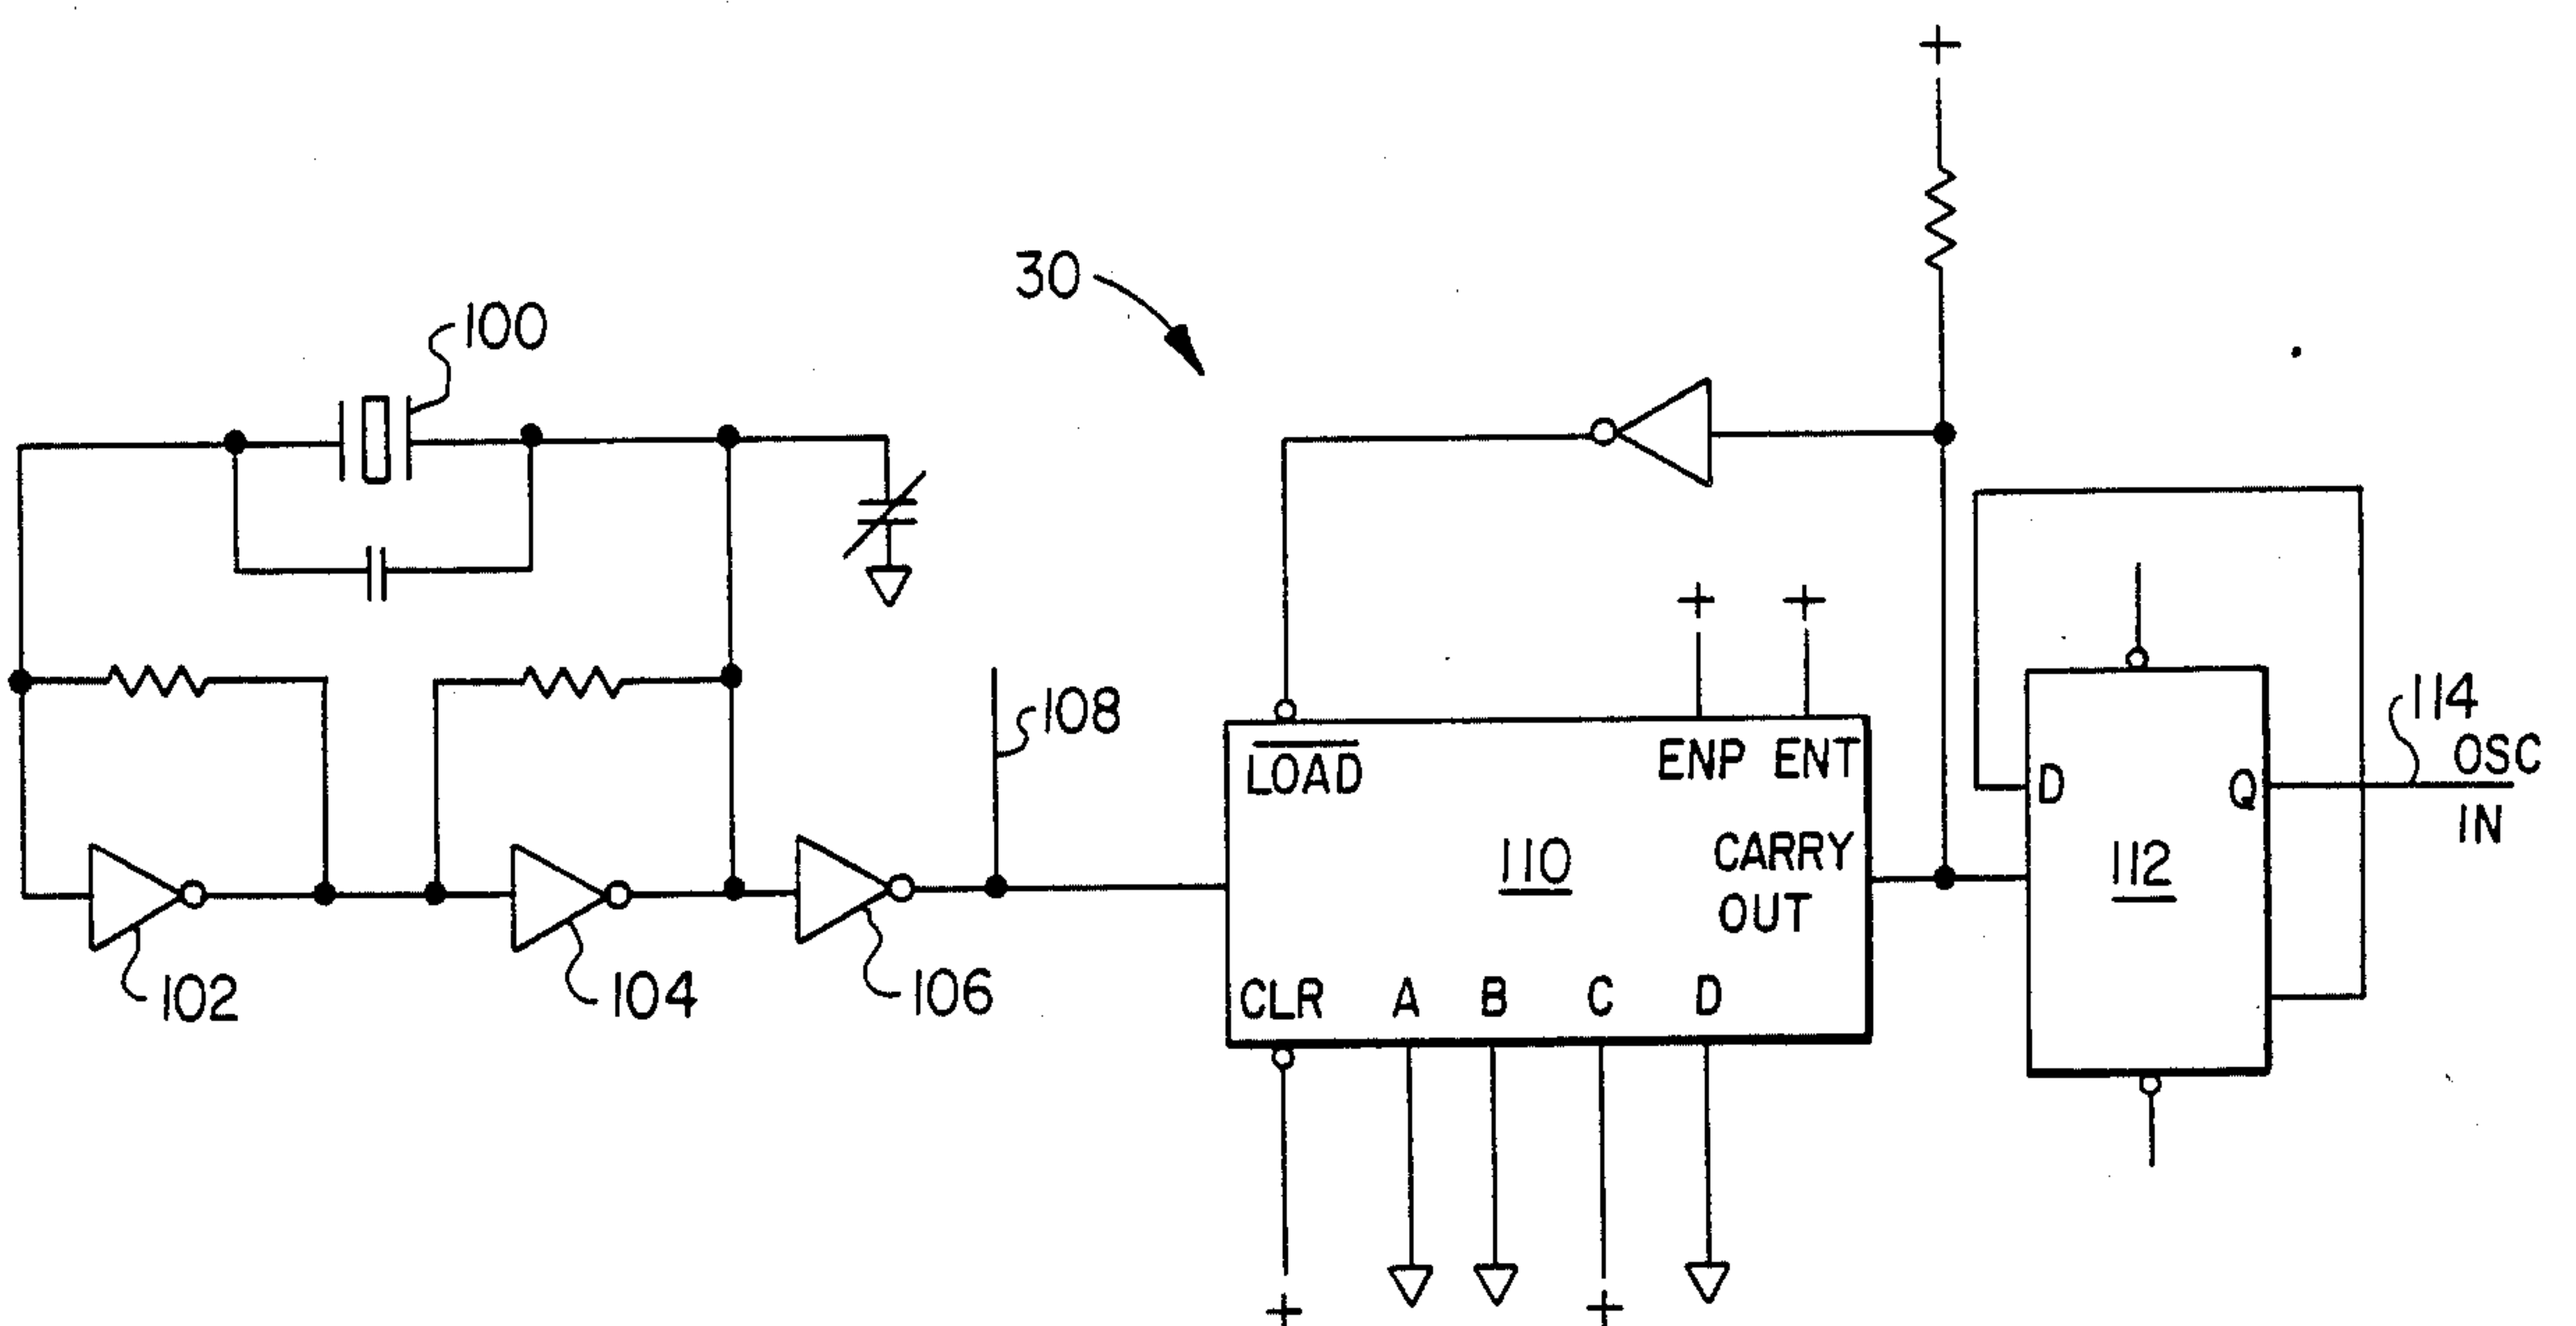 30
100
108
LOAD
ENP ENT
110
CARRY
OUT
CLR A B C D
102
104
106
D
Q
112
114
OSC
IN